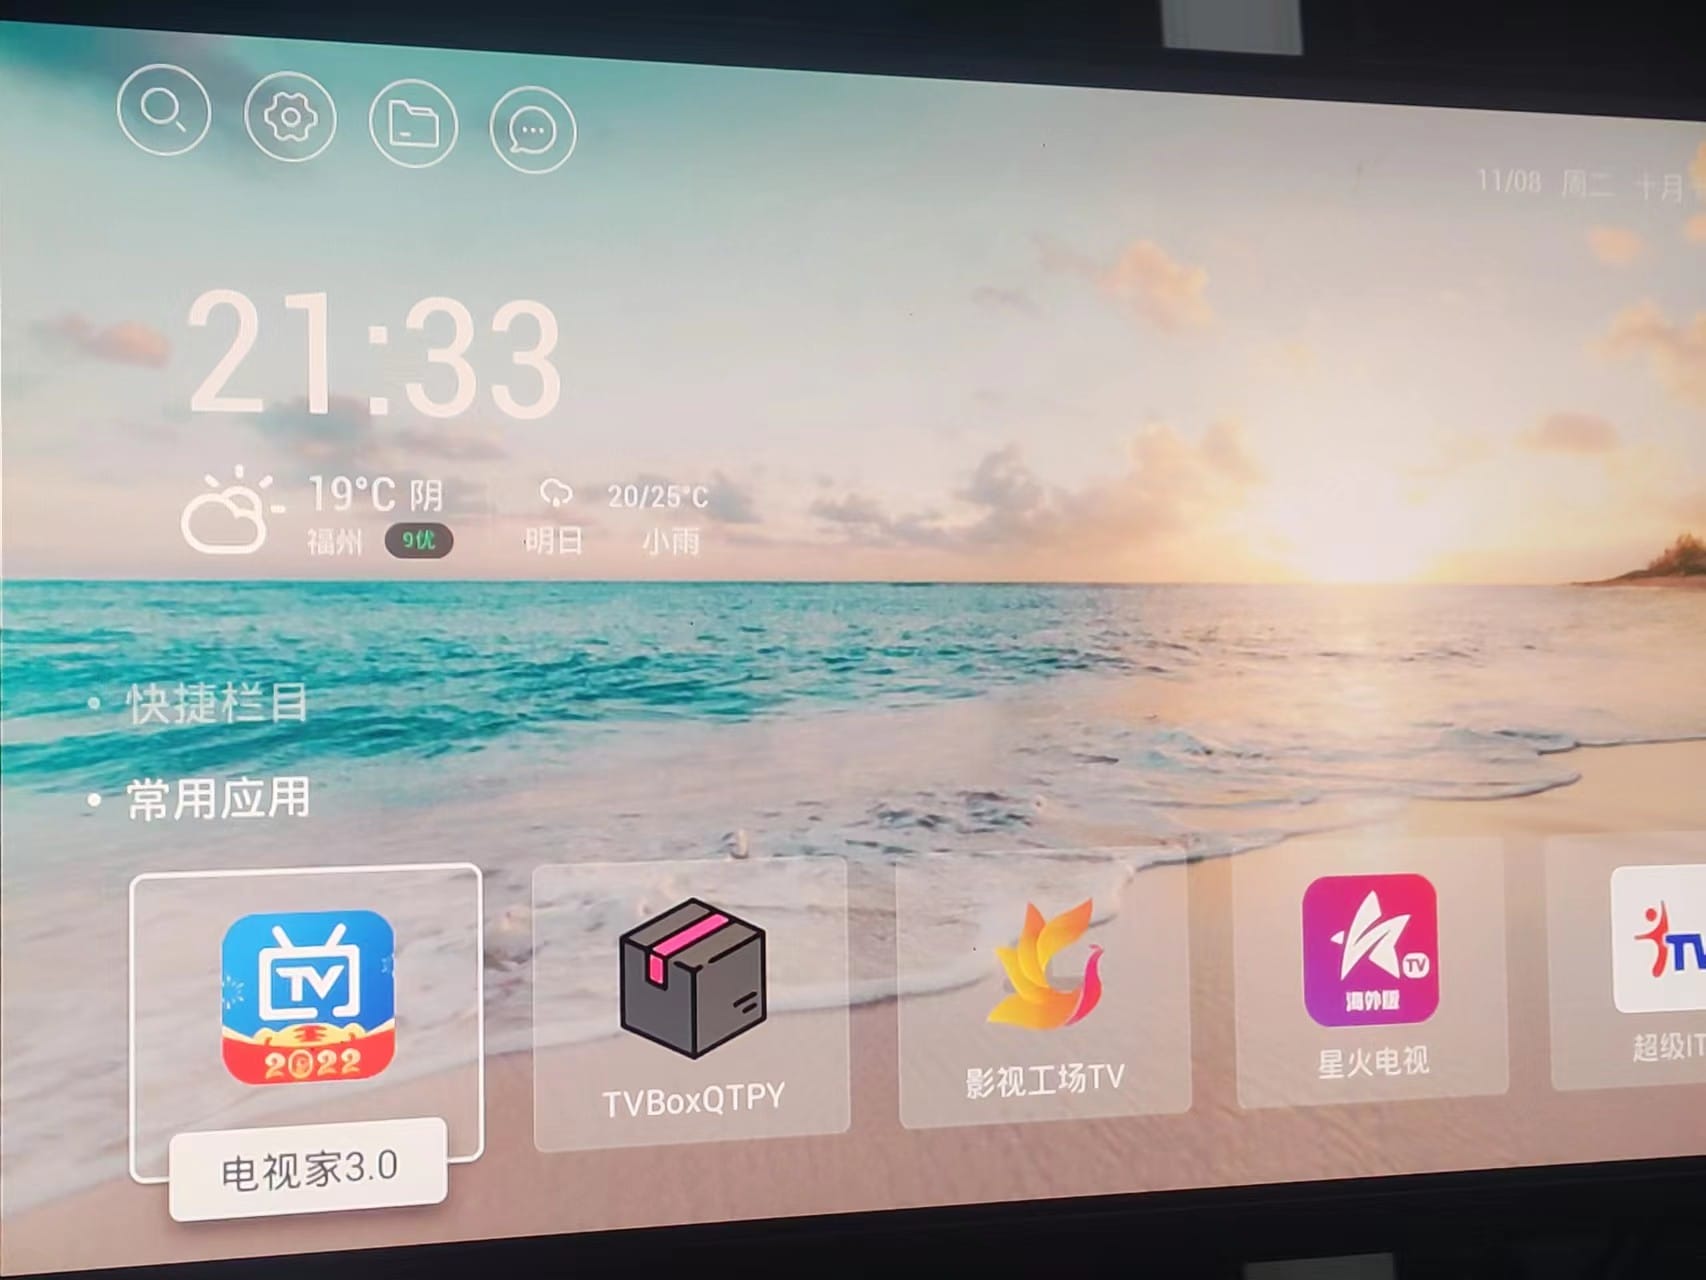 11/08 周二 十月
21:33
19°C 阴
福州 9优
20/25°C
明日 小雨
快捷栏目
常用应用
TV
2022
电视家3.0
TVBoxQTPY
影视工场TV
TV
海外版
星火电视
TV
超级IT